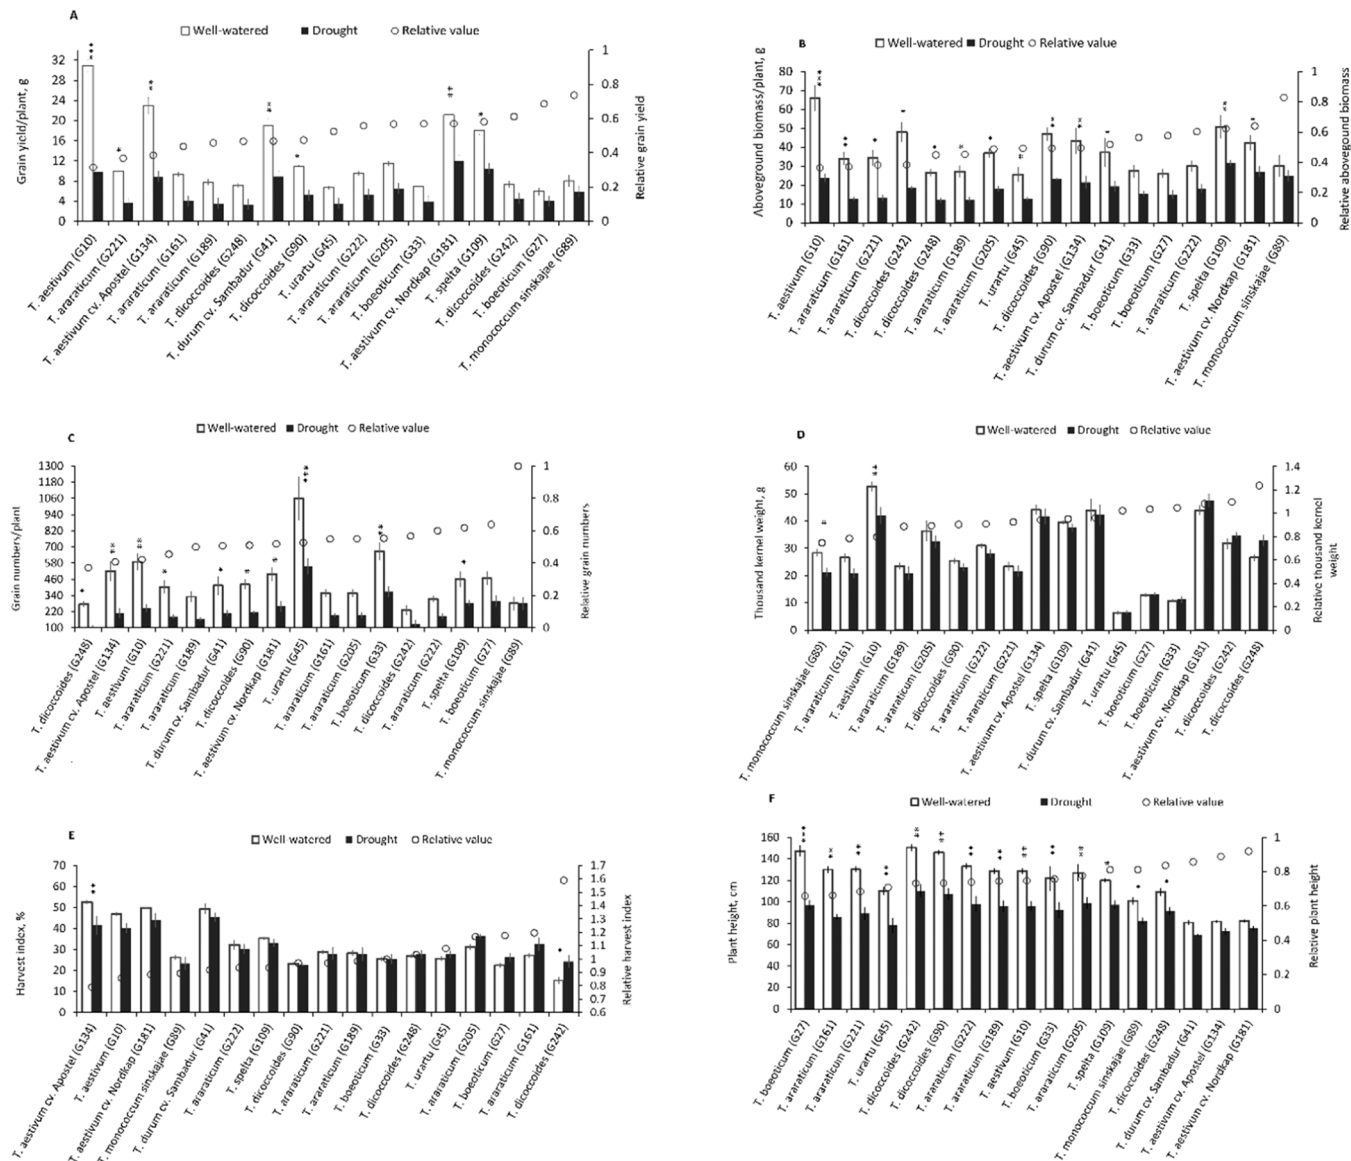 A
Well-watered Drought Relative value
Grain yield/plant, g
32
28
24
20
16
12
8
4
0
1
0.8
0.6
0.4
0.2
0
Relative grain yield
T. aestivum (G10)
T. araraticum (G221)
T. aestivum cv. Apostel (G134)
T. araraticum (G161)
T. araraticum (G189)
T. dicoccoides (G248)
T. durum cv. Sambadur (G41)
T. dicoccoides (G90)
T. urartu (G45)
T. araraticum (G222)
T. araraticum (G205)
T. boeoticum (G33)
T. aestivum cv. Nordkap (G181)
T. spelta (G109)
T. dicoccoides (G242)
T. boeoticum (G27)
T. monococcum sinskajae (G89)
B
Well-watered Drought Relative value
Aboveground biomass/plant, g
80
70
60
50
40
30
20
10
0
1
0.8
0.6
0.4
0.2
0
Relative abovegound biomass
T. aestivum (G10)
T. araraticum (G161)
T. araraticum (G221)
T. dicoccoides (G242)
T. dicoccoides (G248)
T. araraticum (G189)
T. araraticum (G205)
T. urartu (G45)
T. dicoccoides (G90)
T. aestivum cv. Apostel (G134)
T. durum cv. Sambadur (G41)
T. boeoticum (G33)
T. boeoticum (G27)
T. araraticum (G222)
T. spelta (G109)
T. aestivum cv. Nordkap (G181)
T. monococcum sinskajae (G89)
C
Well-watered Drought Relative value
Grain numbers/plant
1300
1180
1060
940
820
700
580
460
340
220
100
1
0.8
0.6
0.4
0.2
0
Relative grain numbers
T. dicoccoides (G248)
T. aestivum cv. Apostel (G134)
T. aestivum (G10)
T. araraticum (G221)
T. araraticum (G189)
T. durum cv. Sambadur (G41)
T. dicoccoides (G90)
T. aestivum cv. Nordkap (G181)
T. urartu (G45)
T. araraticum (G161)
T. araraticum (G205)
T. boeoticum (G33)
T. dicoccoides (G242)
T. araraticum (G222)
T. spelta (G109)
T. boeoticum (G27)
T. monococcum sinskajae (G89)
D
Well-watered Drought Relative value
Thousand kernel weight, g
60
50
40
30
20
10
0
1.4
1.2
1
0.8
0.6
0.4
0.2
0
Relative thousand kernel
weight
T. monococcum sinskajae (G89)
T. araraticum (G161)
T. aestivum (G10)
T. araraticum (G189)
T. araraticum (G205)
T. dicoccoides (G90)
T. araraticum (G222)
T. araraticum (G221)
T. aestivum cv. Apostel (G134)
T. spelta (G109)
T. durum cv. Sambadur (G41)
T. urartu (G45)
T. boeoticum (G27)
T. boeoticum (G33)
T. aestivum cv. Nordkap (G181)
T. dicoccoides (G242)
T. dicoccoides (G248)
E
Well-watered Drought Relative value
Harvest index, %
70
60
50
40
30
20
10
0
1.7
1.6
1.5
1.4
1.3
1.2
1.1
1
0.9
0.8
0.7
0.6
Relative harvest index
T. aestivum cv. Apostel (G134)
T. aestivum (G10)
T. aestivum cv. Nordkap (G181)
T. monococcum sinskajae (G89)
T. durum cv. Sambadur (G41)
T. araraticum (G222)
T. spelta (G109)
T. dicoccoides (G90)
T. araraticum (G221)
T. araraticum (G189)
T. boeoticum (G33)
T. dicoccoides (G248)
T. urartu (G45)
T. araraticum (G205)
T. boeoticum (G27)
T. araraticum (G161)
T. dicoccoides (G242)
F
Well-watered Drought Relative value
Plant height, cm
160
140
120
100
80
60
40
20
0
1
0.8
0.6
0.4
0.2
0
Relative plant height
T. boeoticum (G27)
T. araraticum (G161)
T. araraticum (G221)
T. urartu (G45)
T. dicoccoides (G242)
T. dicoccoides (G90)
T. araraticum (G222)
T. araraticum (G189)
T. aestivum (G10)
T. boeoticum (G33)
T. araraticum (G205)
T. spelta (G109)
T. monococcum sinskajae (G89)
T. dicoccoides (G248)
T. durum cv. Sambadur (G41)
T. aestivum cv. Apostel (G134)
T. aestivum cv. Nordkap (G181)